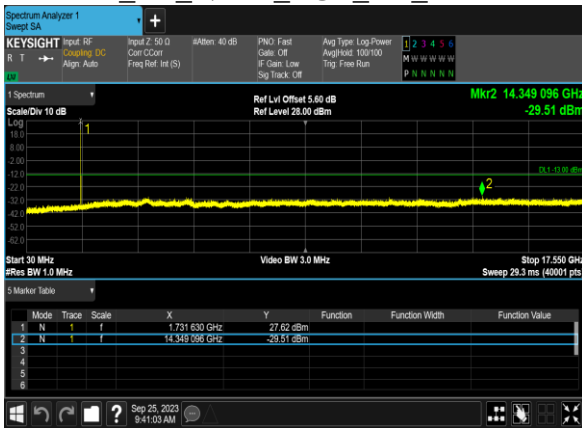 Spectrum Analyzer 1
Swept SA
KEYSIGHT Input: RF Input Z: 50 Ω #Atten: 40 dB PNO: Fast Avg Type: Log-Power 1 2 3 4 5 6
R T Coupling: DC Corr CCorr Gate: Off Avg|Hold: 100/100 M W W W W W
Align: Auto Freq Ref: Int (S) IF Gain: Low Trig: Free Run
LV Sig Track: Off P N N N N N
1 Spectrum Ref Lvl Offset 5.60 dB Mkr2 14.349 096 GHz
Scale/Div 10 dB Ref Level 28.00 dBm -29.51 dBm
Log
18.0
8.00
-2.00
-12.0
-22.0
-32.0
-42.0
-52.0
-62.0
1
DL1 -13.00 dBm
2
Start 30 MHz Video BW 3.0 MHz Stop 17.550 GHz
#Res BW 1.0 MHz Sweep 29.3 ms (40001 pts)
5 Marker Table
Mode Trace Scale X Y Function Function Width Function Value
1 N 1 f 1.731 630 GHz 27.62 dBm
2 N 1 f 14.349 096 GHz -29.51 dBm
3
4
5
6
? Sep 25, 2023
9:41:03 AM